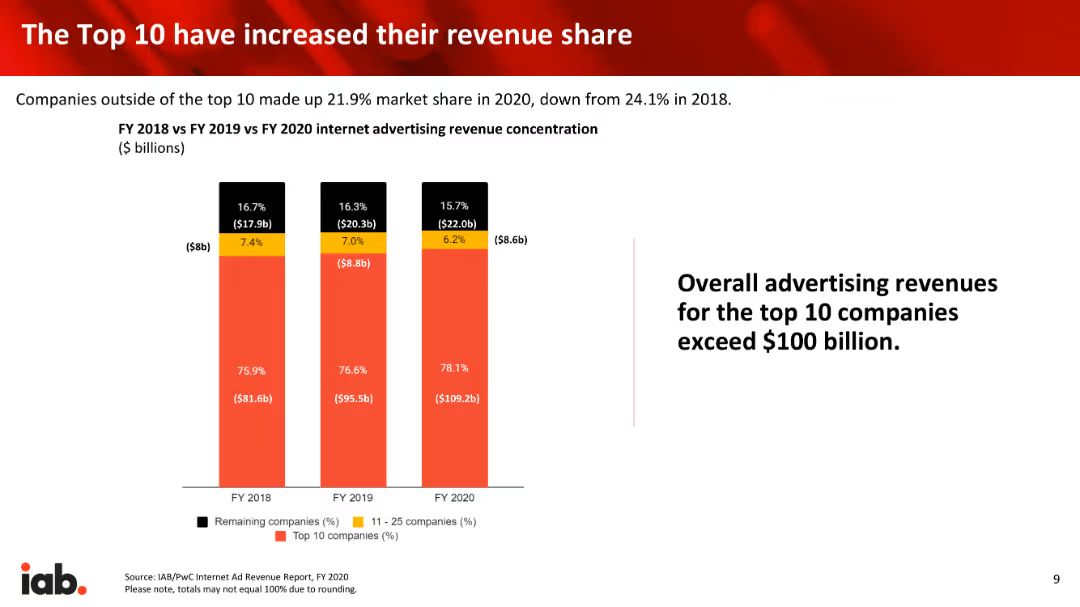 The Top 10 have increased their revenue share
Companies outside of the top 10 made up 21.9% market share in 2020, down from 24.1% in 2018.
FY 2018 vs FY 2019 vs FY 2020 internet advertising revenue concentration
($ billions)
16.7%
($17.9b)
16.3%
($20.3b)
15.7%
($22.0b)
($8b)
7.4%
7.0%
6.2%
($8.6b)
($8.8b)
75.9%
($81.6b)
76.6%
($95.5b)
78.1%
($109.2b)
FY 2018
FY 2019
FY 2020
Remaining companies (%)
11 - 25 companies (%)
Top 10 companies (%)
Overall advertising revenues
for the top 10 companies
exceed $100 billion.
iab.
Source: IAB/PwC Internet Ad Revenue Report, FY 2020
Please note, totals may not equal 100% due to rounding.
9